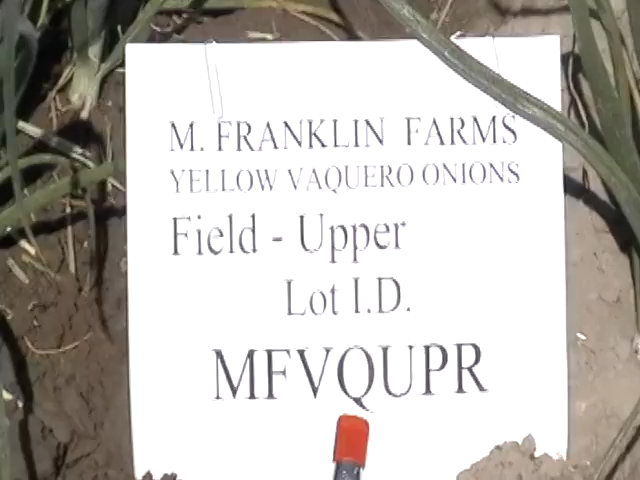 M. FRANKLIN FARMS
YELLOW VAQUERO ONIONS
Field - Upper
Lot I.D.
MFVQUPR